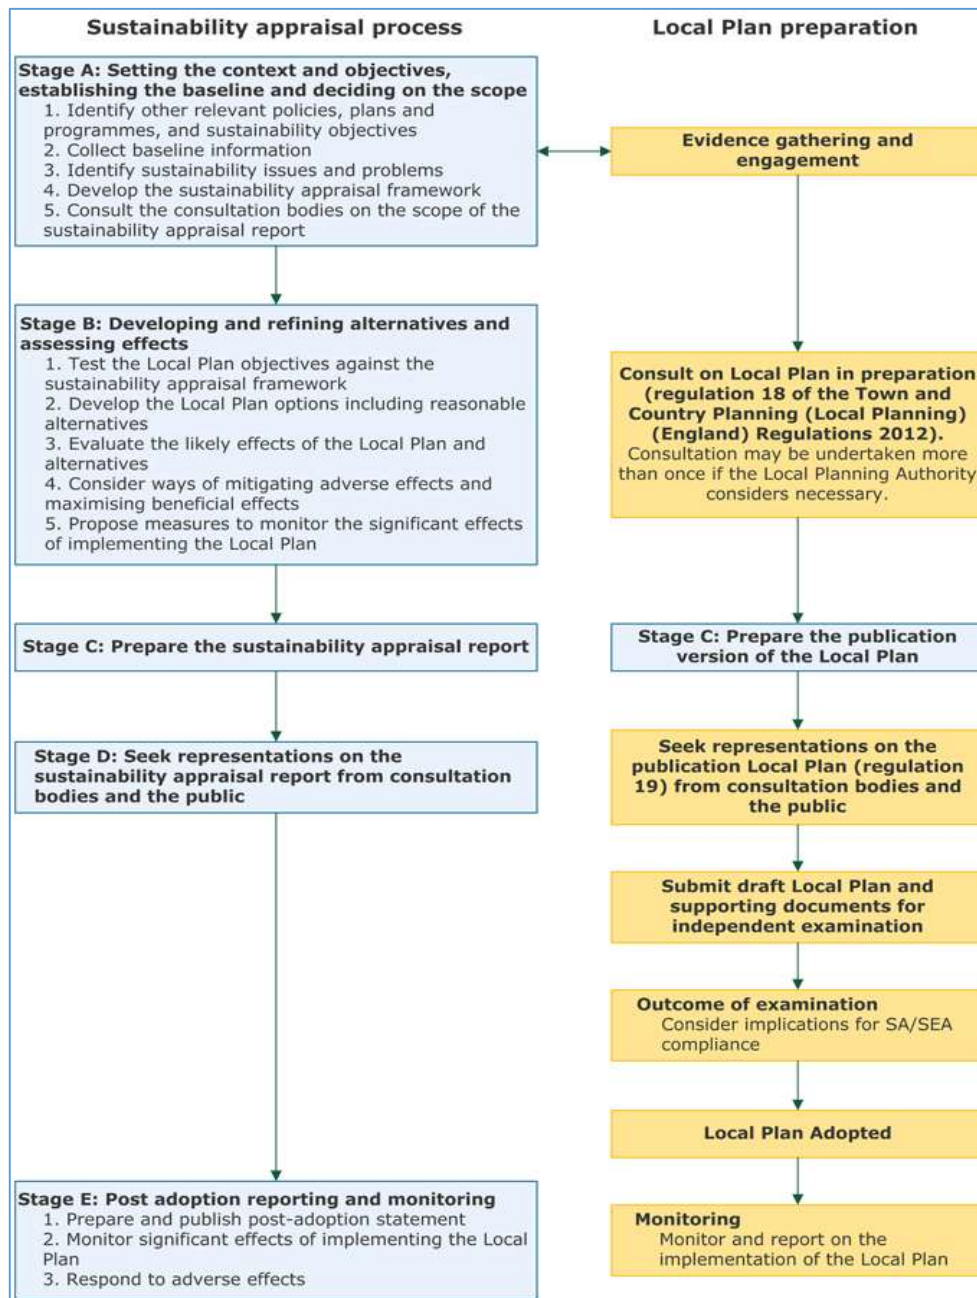 Sustainability appraisal process
Local Plan preparation
Stage A: Setting the context and objectives,
establishing the baseline and deciding on the scope
1. Identify other relevant policies, plans and
programmes, and sustainability objectives
2. Collect baseline information
3. Identify sustainability issues and problems
4. Develop the sustainability appraisal framework
5. Consult the consultation bodies on the scope of the
sustainability appraisal report
Evidence gathering and
engagement
Stage B: Developing and refining alternatives and
assessing effects
1. Test the Local Plan objectives against the
sustainability appraisal framework
2. Develop the Local Plan options including reasonable
alternatives
3. Evaluate the likely effects of the Local Plan and
alternatives
4. Consider ways of mitigating adverse effects and
maximising beneficial effects
5. Propose measures to monitor the significant effects
of implementing the Local Plan
Consult on Local Plan in preparation
(regulation 18 of the Town and
Country Planning (Local Planning)
(England) Regulations 2012).
Consultation may be undertaken more
than once if the Local Planning Authority
considers necessary.
Stage C: Prepare the sustainability appraisal report
Stage C: Prepare the publication
version of the Local Plan
Stage D: Seek representations on the
sustainability appraisal report from consultation
bodies and the public
Seek representations on the
publication Local Plan (regulation
19) from consultation bodies and
the public
Submit draft Local Plan and
supporting documents for
independent examination
Outcome of examination
Consider implications for SA/SEA
compliance
Local Plan Adopted
Stage E: Post adoption reporting and monitoring
1. Prepare and publish post-adoption statement
2. Monitor significant effects of implementing the Local
Plan
3. Respond to adverse effects
Monitoring
Monitor and report on the
implementation of the Local Plan